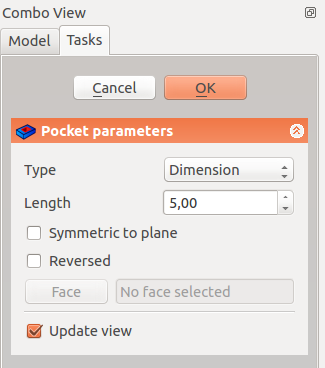 Combo View
Model Tasks
Cancel OK
Pocket parameters
Type Dimension
Length 5,00
Symmetric to plane
Reversed
Face No face selected
Update view